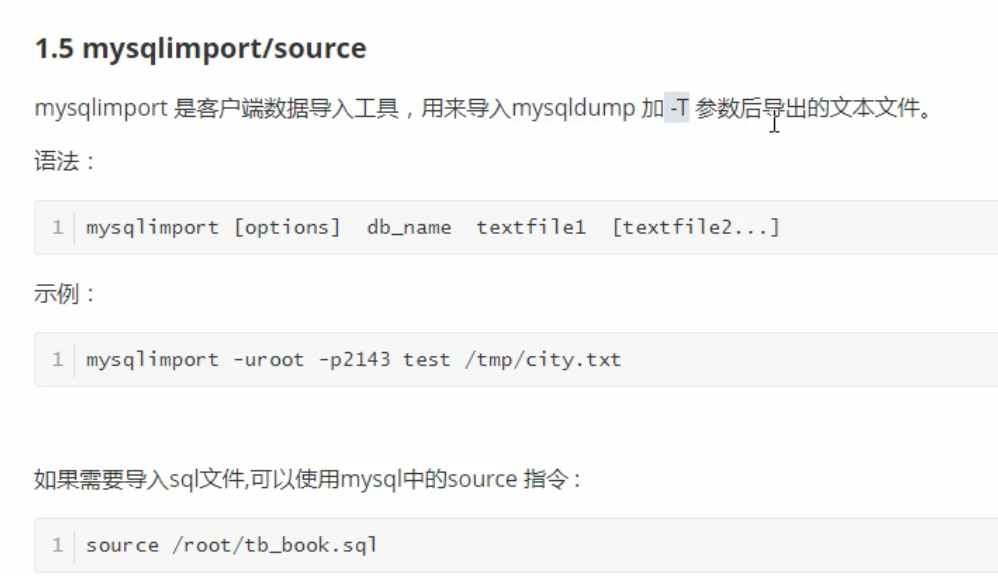 1.5 mysqlimport/source
mysqlimport 是客户端数据导入工具，用来导入mysqldump 加 -T 参数后导出的文本文件。
语法：
1 mysqlimport [options]  db_name  textfile1  [textfile2...]
示例：
1 mysqlimport -uroot -p2143 test /tmp/city.txt
如果需要导入sql文件,可以使用mysql中的source 指令 :
1 source /root/tb_book.sql